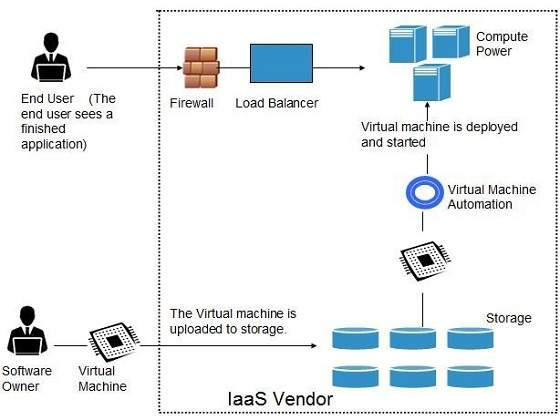 Compute
Power
End User (The
end user sees a
finished
application)
Firewall
Load Balancer
Virtual machine is deployed
and started
Virtual Machine
Automation
The Virtual machine is
uploaded to storage.
Storage
Software
Owner
Virtual
Machine
IaaS Vendor